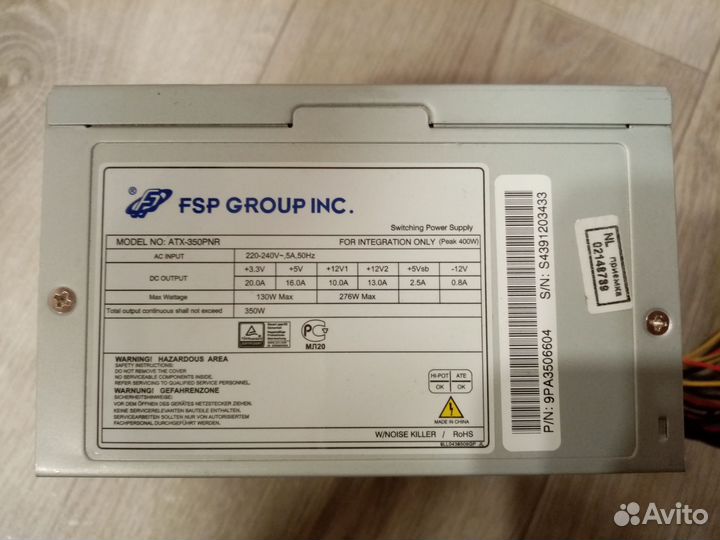 ® FSP FSP GROUP INC.
Switching Power Supply
MODEL NO: ATX-350PNR FOR INTEGRATION ONLY (Peak 400W)
AC INPUT 220-240V~,5A,50Hz
DC OUTPUT +3.3V +5V +12V1 +12V2 +5Vsb -12V
20.0A 16.0A 10.0A 13.0A 2.5A 0.8A
Max Wattage 130W Max 276W Max
Total output continuous shall not exceed 350W
МЛ20
WARNING! HAZARDOUS AREA
SAFETY INSTRUCTIONS:
DO NOT REMOVE THE COVER
NO SERVICEABLE COMPONENTS INSIDE.
REFER SERVICING TO QUALIFIED SERVICE PERSONNEL.
WARNUNG! GEFAHRENZONE
SICHERHEITSHINWEISE:
VOR DEM ÖFFNEN DES GERÄTES NETZSTECKER ZIEHEN.
KEINE SERVICERELEVANTEN BAUTEILE ENTHALTEN.
SERVICEARBEITEN SOLLTEN NUR VON AUTORISIERTEM
FACHPERSONAL DURCHGEFÜHRT WERDEN.
HI-POT ATE
OK OK
MADE IN CHINA
W/NOISE KILLER / RoHS
P/N: 9PA3506604 S/N: S4391203433
NL приемка
02148789
Avito